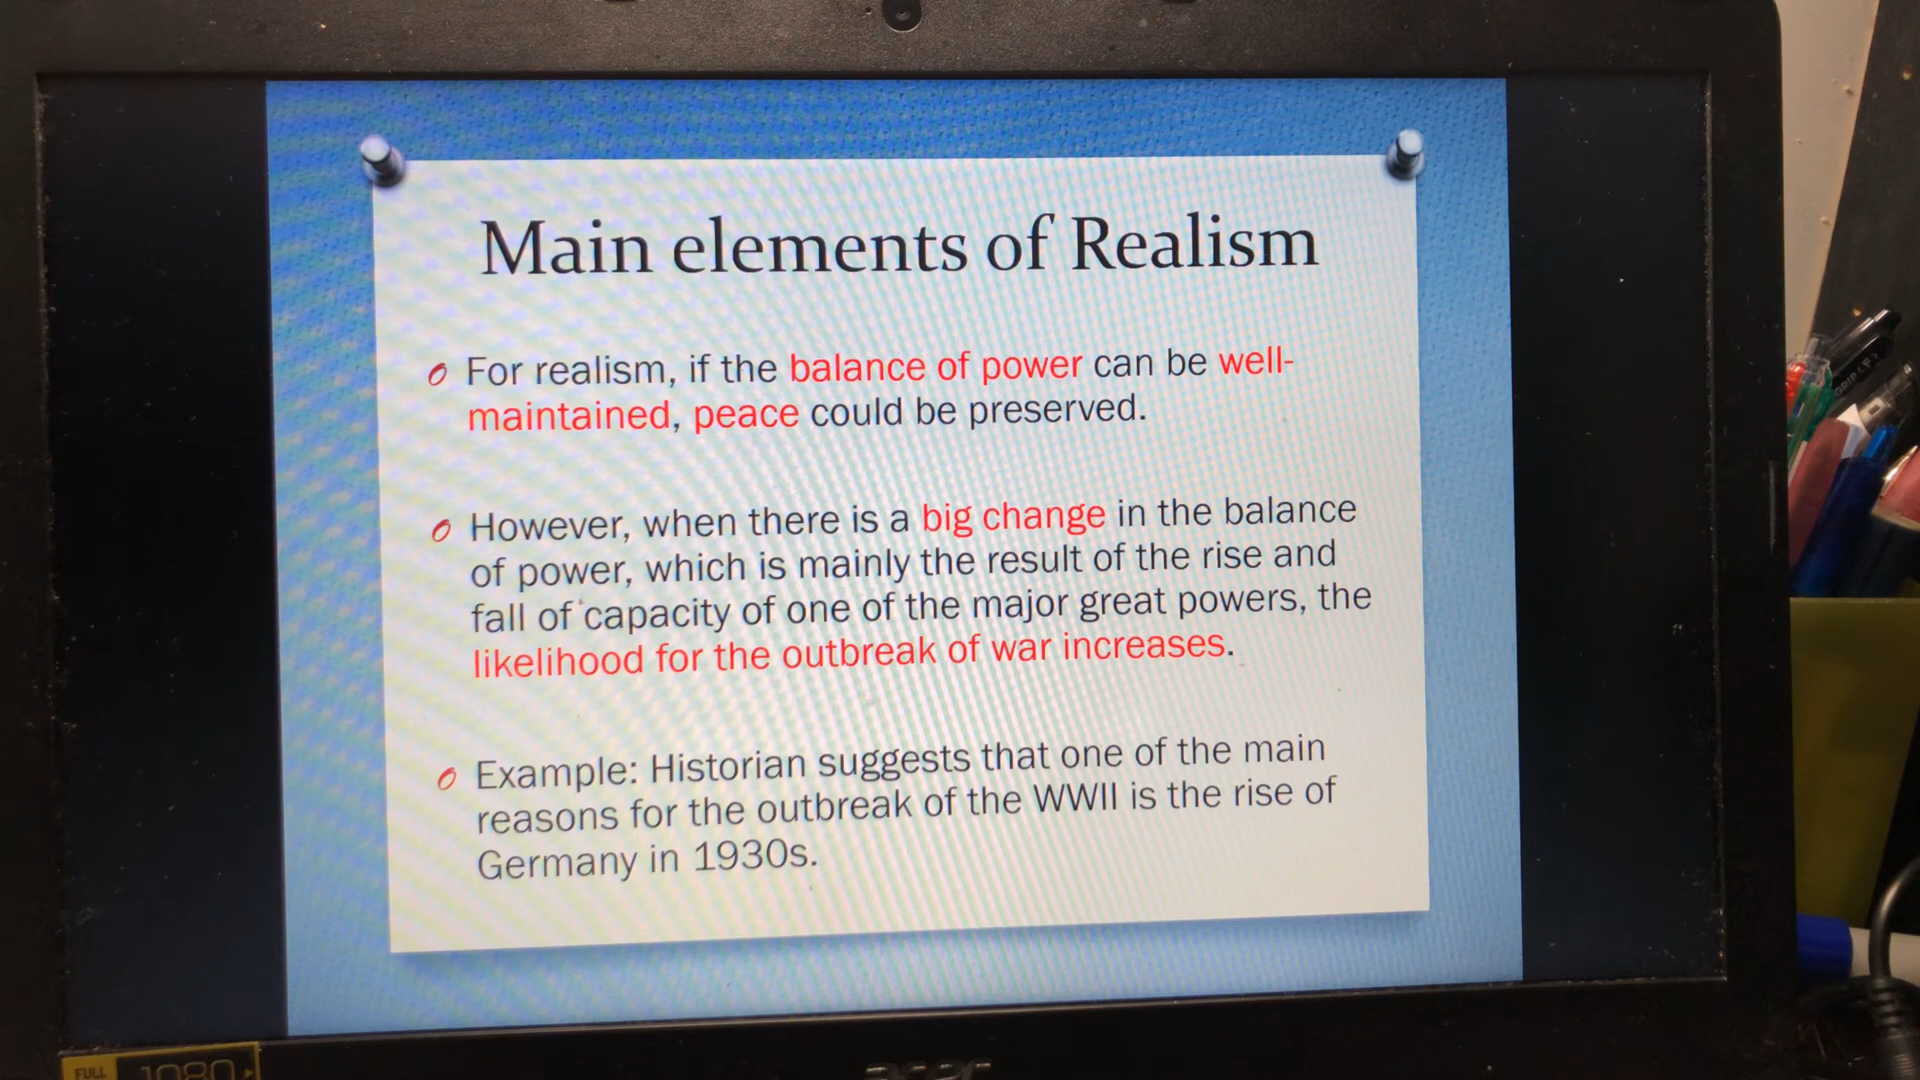 Main elements of Realism
For realism, if the balance of power can be well-
maintained, peace could be preserved.
However, when there is a big change in the balance
of power, which is mainly the result of the rise and
fall of capacity of one of the major great powers, the
likelihood for the outbreak of war increases.
Example: Historian suggests that one of the main
reasons for the outbreak of the WWII is the rise of
Germany in 1930s.
FULL 1080
acer
GRIP (F)